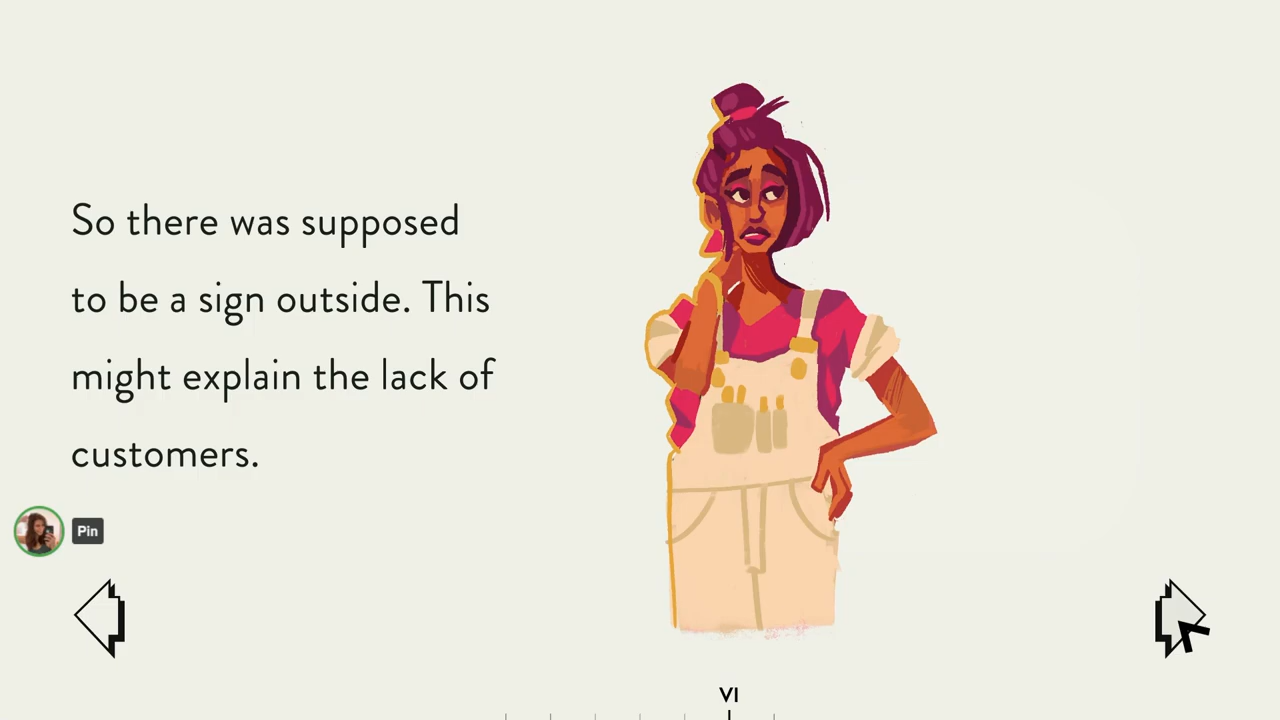 So there was supposed
to be a sign outside. This
might explain the lack of
customers.
Pin
VI